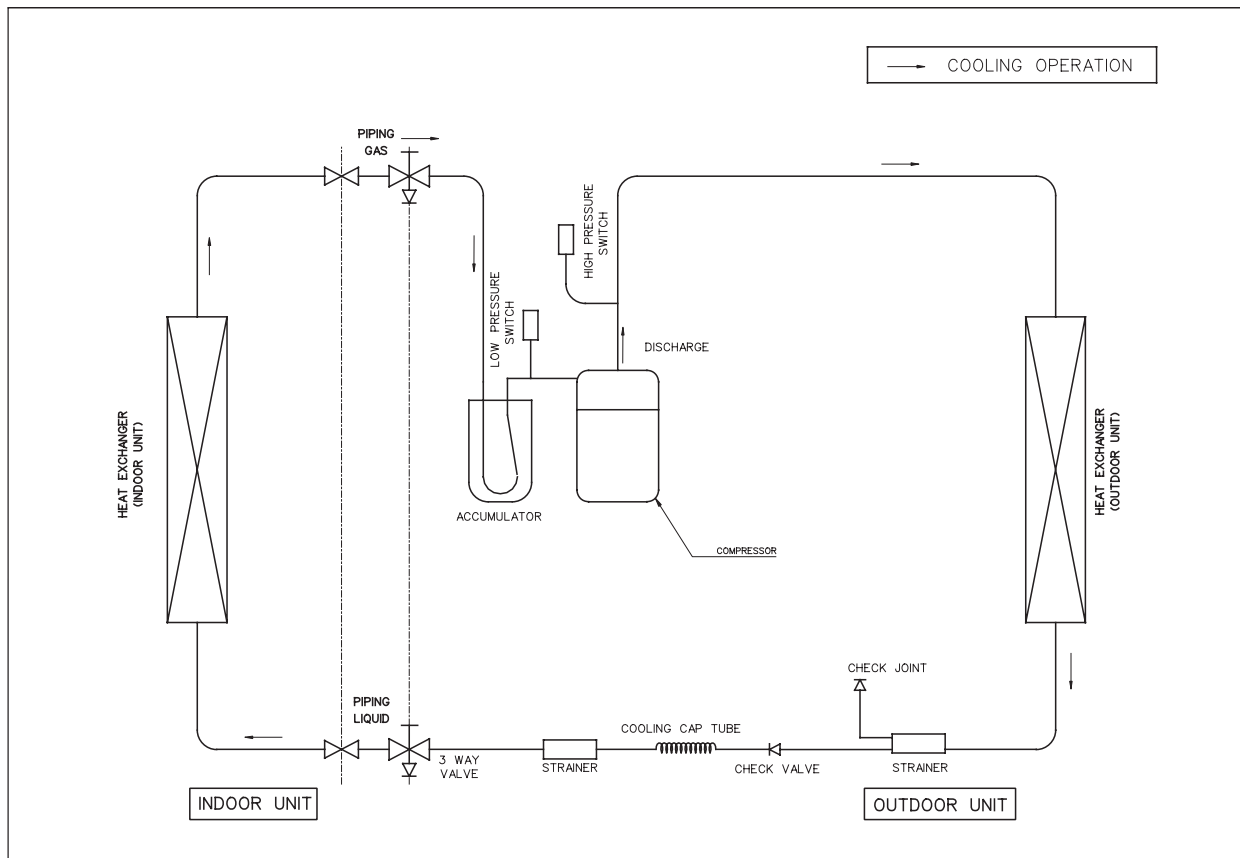 COOLING OPERATION
PIPING
GAS
HIGH PRESSURE
SWITCH
LOW PRESSURE
SWITCH
DISCHARGE
HEAT EXCHANGER
(INDOOR UNIT)
HEAT EXCHANGER
(OUTDOOR UNIT)
ACCUMULATOR
COMPRESSOR
CHECK JOINT
PIPING
LIQUID
COOLING CAP TUBE
3 WAY
VALVE
STRAINER
CHECK VALVE
STRAINER
INDOOR UNIT
OUTDOOR UNIT